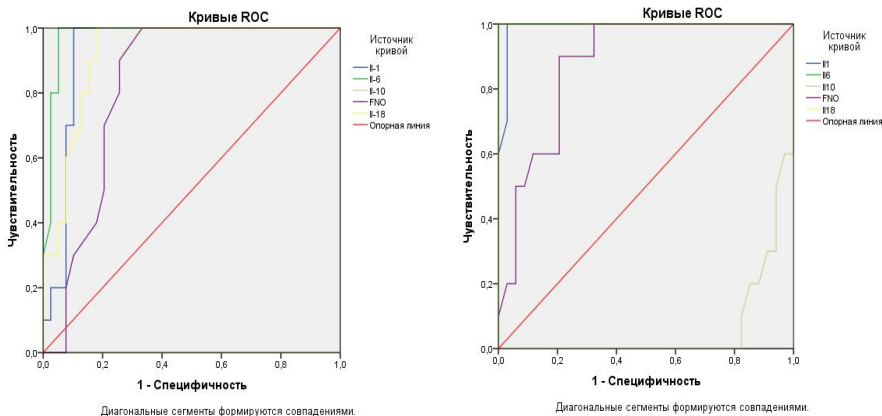 Кривые ROC
Чувствительность
1,0
0,8
0,6
0,4
0,2
0,0
0,0 0,2 0,4 0,6 0,8 1,0
1 - Специфичность
Источник
кривой
Il-1
Il-6
Il-10
FNO
Il-18
Опорная линия
Диагональные сегменты формируются совпадениями.
Кривые ROC
Чувствительность
1,0
0,8
0,6
0,4
0,2
0,0
0,0 0,2 0,4 0,6 0,8 1,0
1 - Специфичность
Источник
кривой
Il1
Il6
Il10
FNO
Il18
Опорная линия
Диагональные сегменты формируются совпадениями.